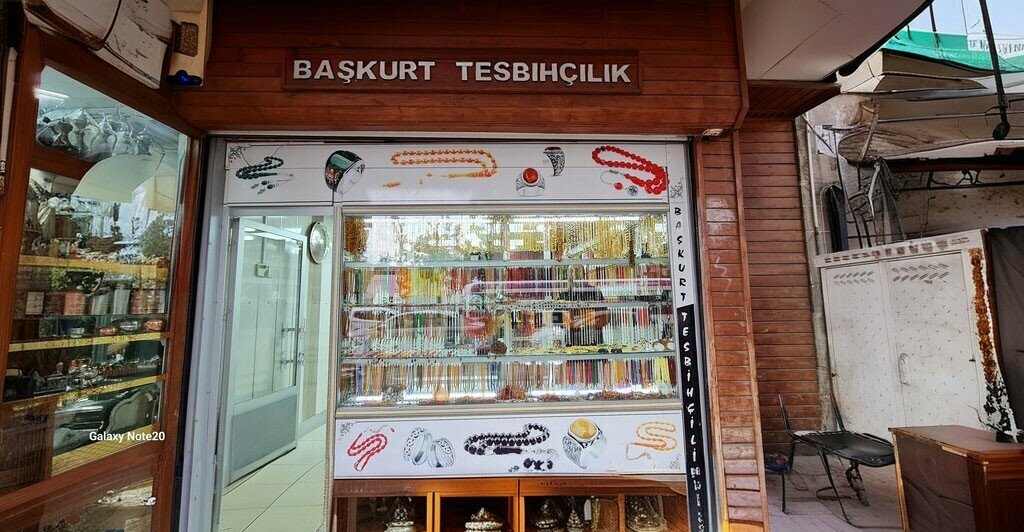 BAŞKURT TESBIHÇILIK
BAŞKURT TESBİHÇİLİK
Galaxy Note20